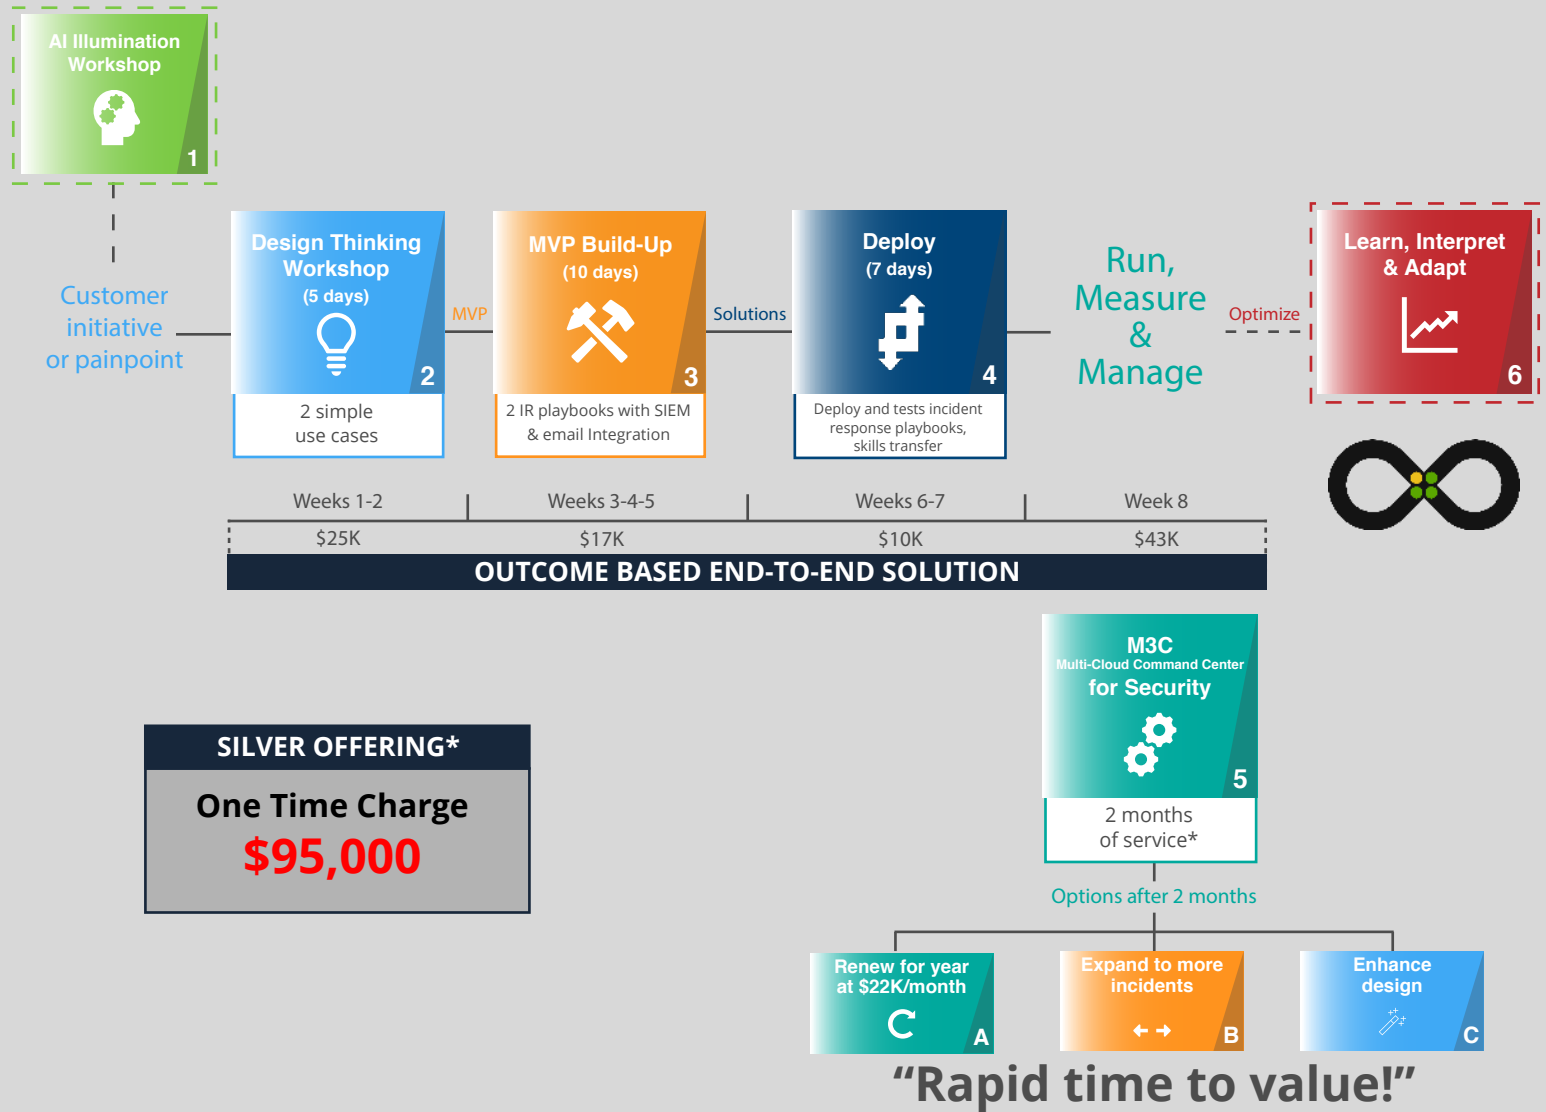 AI Illumination
Workshop
1
Customer
initiative
or painpoint
Design Thinking
Workshop
(5 days)
2
2 simple
use cases
MVP
MVP Build-Up
(10 days)
3
2 IR playbooks with SIEM
& email Integration
Solutions
Deploy
(7 days)
4
Deploy and tests incident
response playbooks,
skills transfer
Run,
Measure
&
Manage
Optimize
Learn, Interpret
& Adapt
6
Weeks 1-2
Weeks 3-4-5
Weeks 6-7
Week 8
$25K
$17K
$10K
$43K
OUTCOME BASED END-TO-END SOLUTION
M3C
Multi-Cloud Command Center
for Security
5
2 months
of service*
SILVER OFFERING*
One Time Charge
$95,000
Options after 2 months
Renew for year
at $22K/month
A
Expand to more
incidents
B
Enhance
design
C
“Rapid time to value!”